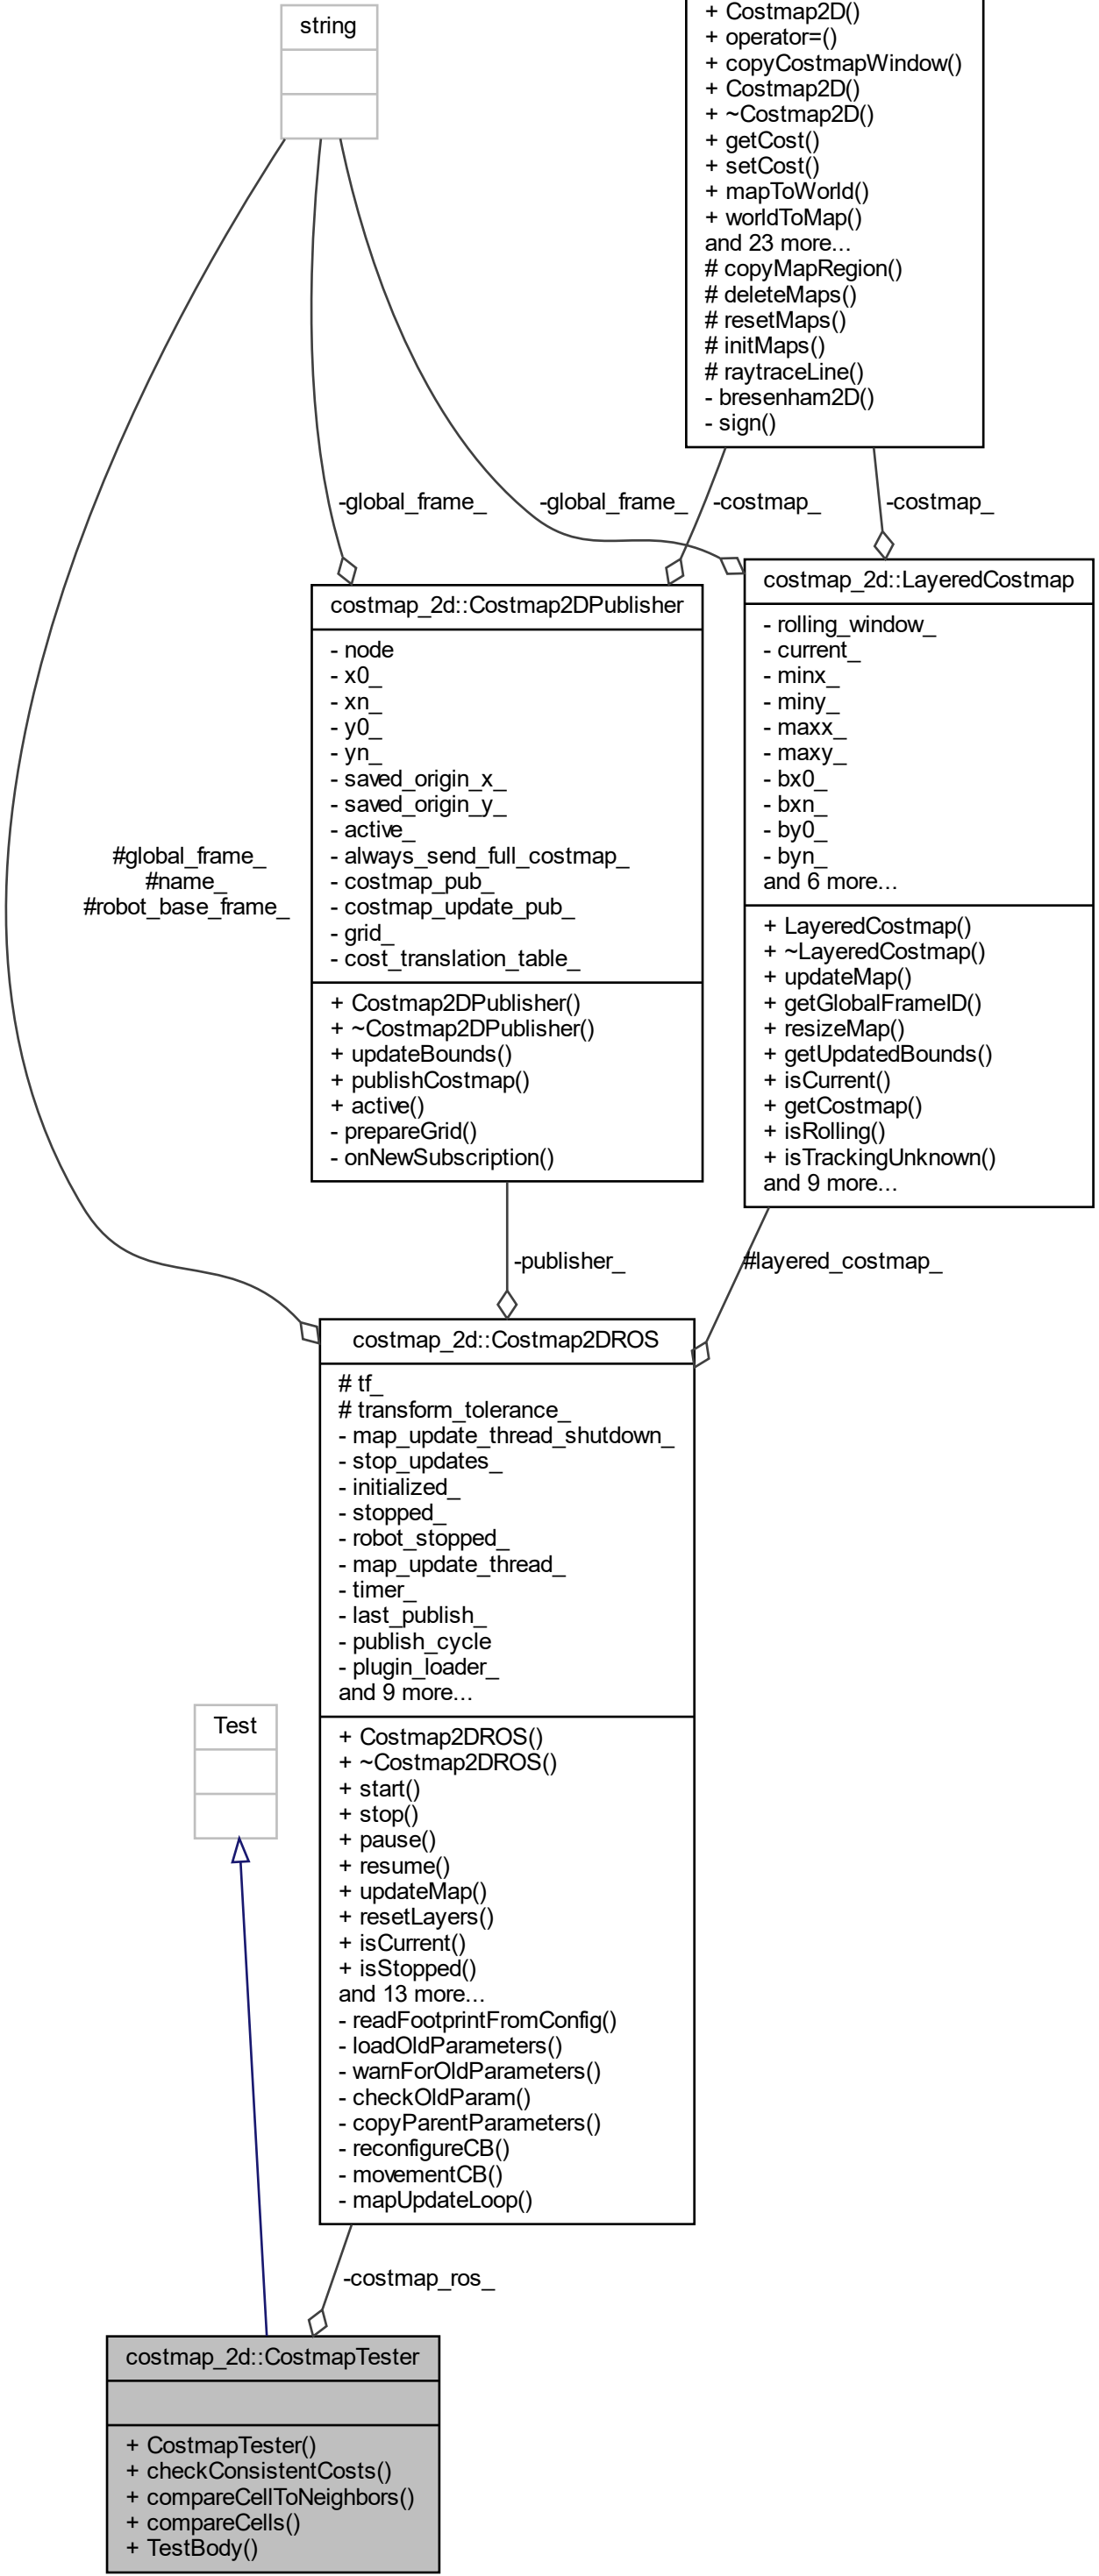 string
+ Costmap2D()
+ operator=()
+ copyCostmapWindow()
+ Costmap2D()
+ ~Costmap2D()
+ getCost()
+ setCost()
+ mapToWorld()
+ worldToMap()
and 23 more...
# copyMapRegion()
# deleteMaps()
# resetMaps()
# initMaps()
# raytraceLine()
- bresenham2D()
- sign()
-global_frame_
-global_frame_
-costmap_
-costmap_
#global_frame_
#name_
#robot_base_frame_
costmap_2d::Costmap2DPublisher
- node
- x0_
- xn_
- y0_
- yn_
- saved_origin_x_
- saved_origin_y_
- active_
- always_send_full_costmap_
- costmap_pub_
- costmap_update_pub_
- grid_
- cost_translation_table_
+ Costmap2DPublisher()
+ ~Costmap2DPublisher()
+ updateBounds()
+ publishCostmap()
+ active()
- prepareGrid()
- onNewSubscription()
costmap_2d::LayeredCostmap
- rolling_window_
- current_
- minx_
- miny_
- maxx_
- maxy_
- bx0_
- bxn_
- by0_
- byn_
and 6 more...
+ LayeredCostmap()
+ ~LayeredCostmap()
+ updateMap()
+ getGlobalFrameID()
+ resizeMap()
+ getUpdatedBounds()
+ isCurrent()
+ getCostmap()
+ isRolling()
+ isTrackingUnknown()
and 9 more...
-publisher_
#layered_costmap_
costmap_2d::Costmap2DROS
# tf_
# transform_tolerance_
- map_update_thread_shutdown_
- stop_updates_
- initialized_
- stopped_
- robot_stopped_
- map_update_thread_
- timer_
- last_publish_
- publish_cycle
- plugin_loader_
and 9 more...
+ Costmap2DROS()
+ ~Costmap2DROS()
+ start()
+ stop()
+ pause()
+ resume()
+ updateMap()
+ resetLayers()
+ isCurrent()
+ isStopped()
and 13 more...
- readFootprintFromConfig()
- loadOldParameters()
- warnForOldParameters()
- checkOldParam()
- copyParentParameters()
- reconfigureCB()
- movementCB()
- mapUpdateLoop()
Test
-costmap_ros_
costmap_2d::CostmapTester
+ CostmapTester()
+ checkConsistentCosts()
+ compareCellToNeighbors()
+ compareCells()
+ TestBody()